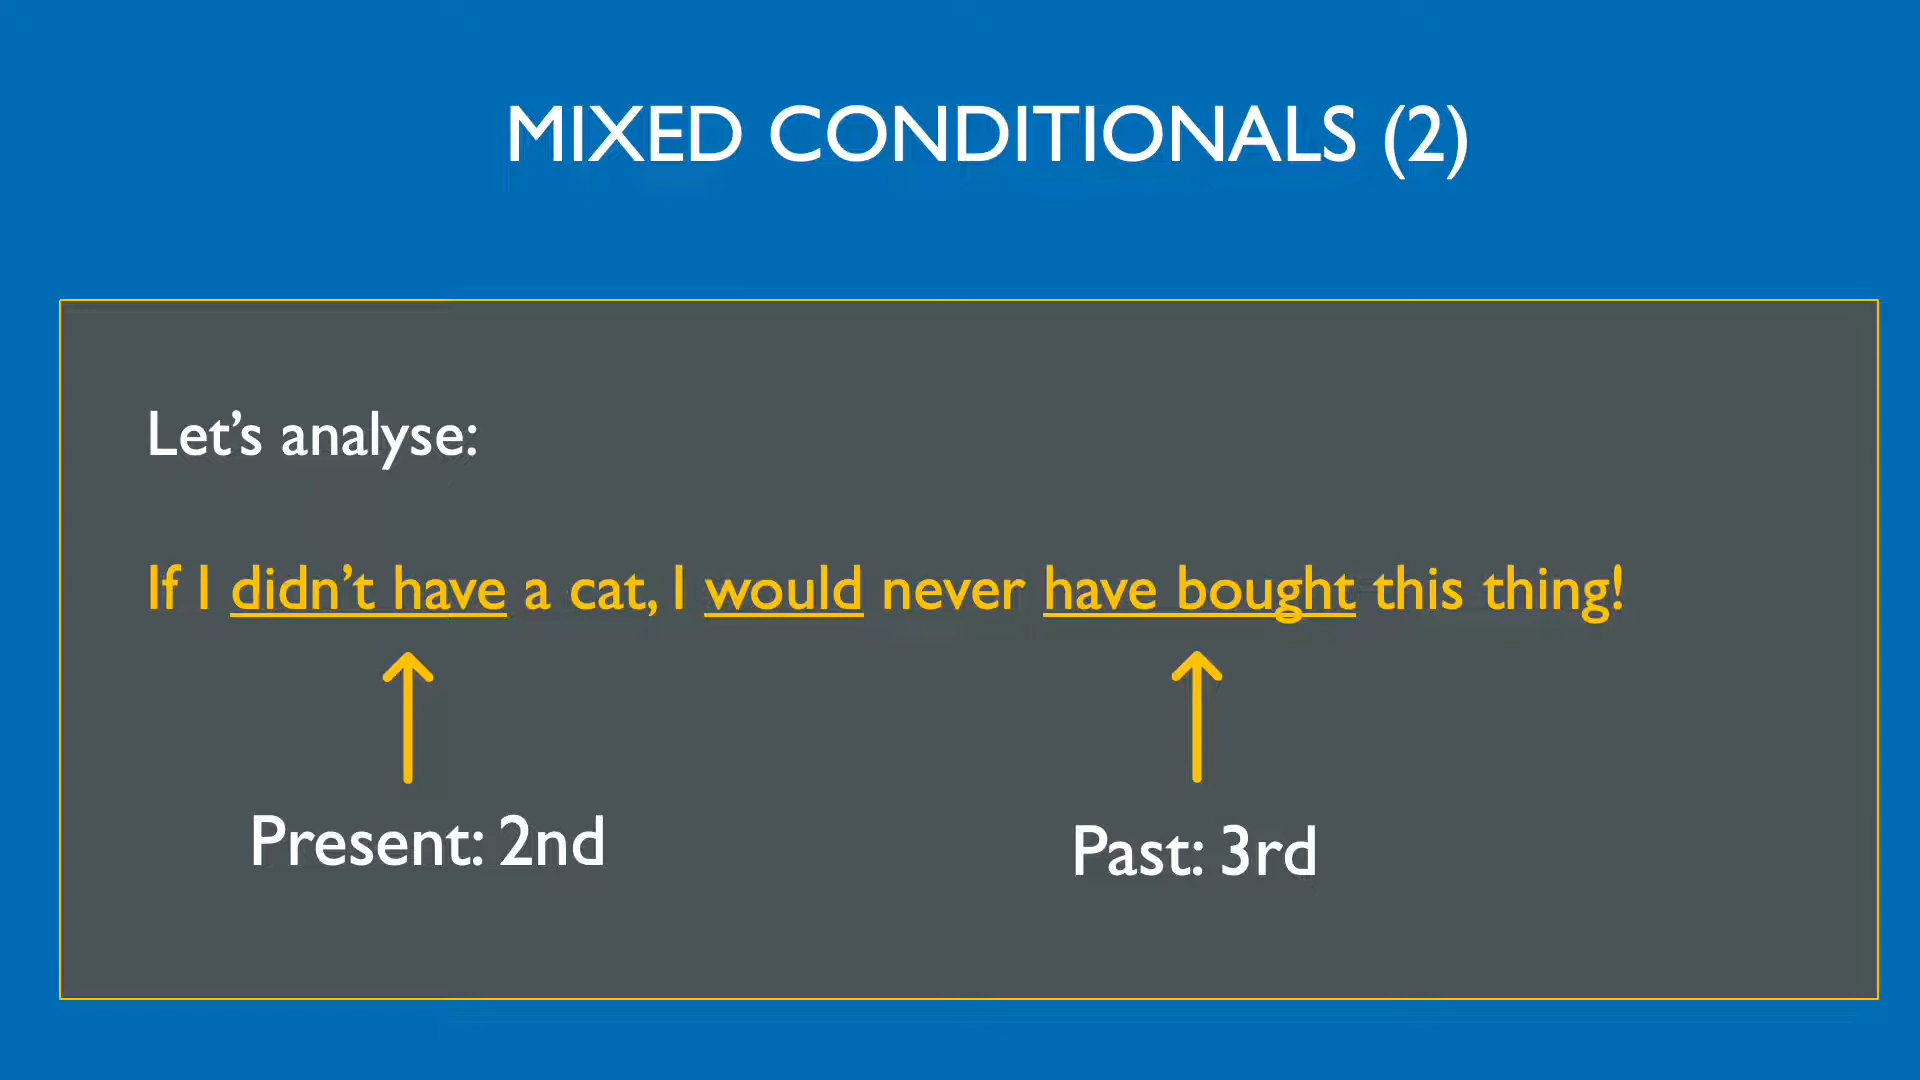 MIXED CONDITIONALS (2)
Let’s analyse:
If I didn’t have a cat, I would never have bought this thing!
Present: 2nd
Past: 3rd